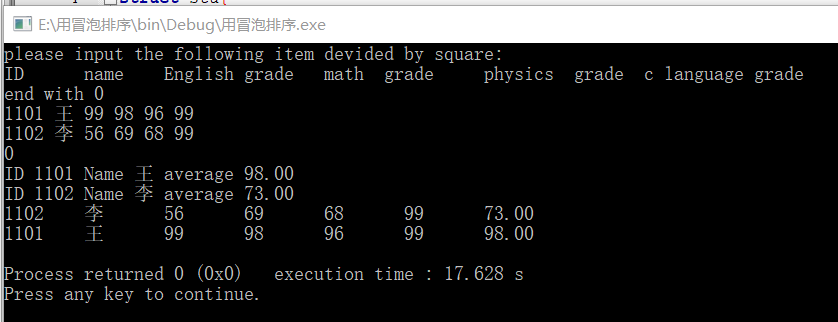 struct Stu{
E:\用冒泡排序\bin\Debug\用冒泡排序.exe
please input the following item devided by square:
ID name English grade math grade physics grade c language grade
end with 0
1101 王 99 98 96 99
1102 李 56 69 68 99
0
ID 1101 Name 王 average 98.00
ID 1102 Name 李 average 73.00
1102 李 56 69 68 99 73.00
1101 王 99 98 96 99 98.00
Process returned 0 (0x0) execution time : 17.628 s
Press any key to continue.